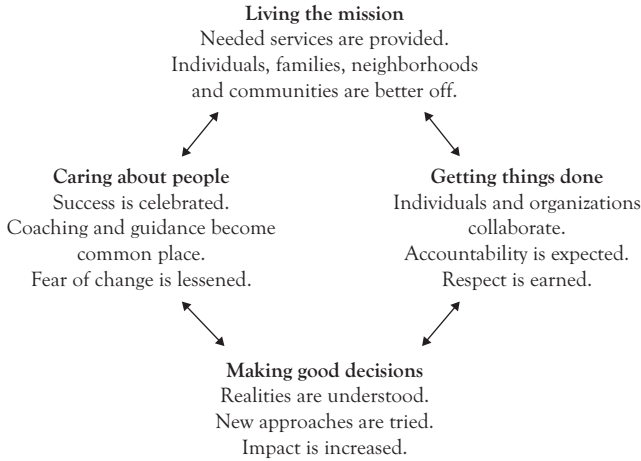 Living the mission
Needed services are provided.
Individuals, families, neighborhoods
and communities are better off.
Caring about people
Success is celebrated.
Coaching and guidance become
common place.
Fear of change is lessened.
Getting things done
Individuals and organizations
collaborate.
Accountability is expected.
Respect is earned.
Making good decisions
Realities are understood.
New approaches are tried.
Impact is increased.